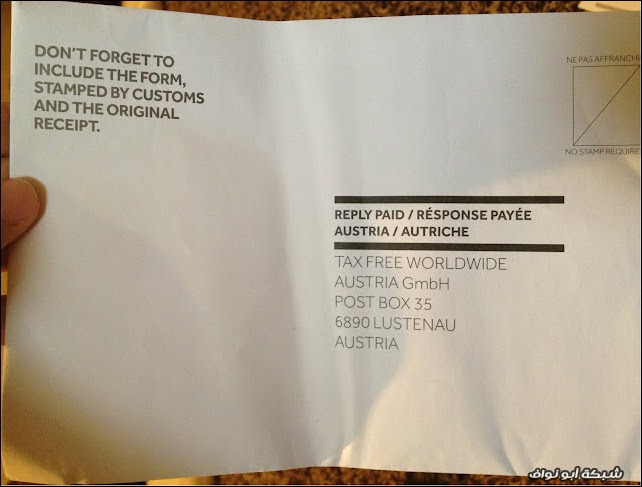 DON'T FORGET TO
INCLUDE THE FORM,
STAMPED BY CUSTOMS
AND THE ORIGINAL
RECEIPT.
NE PAS AFFRANCHI
NO STAMP REQUIRE
REPLY PAID / RÉSPONSE PAYÉE
AUSTRIA / AUTRICHE
TAX FREE WORLDWIDE
AUSTRIA GmbH
POST BOX 35
6890 LUSTENAU
AUSTRIA
شبكة أبو نواف